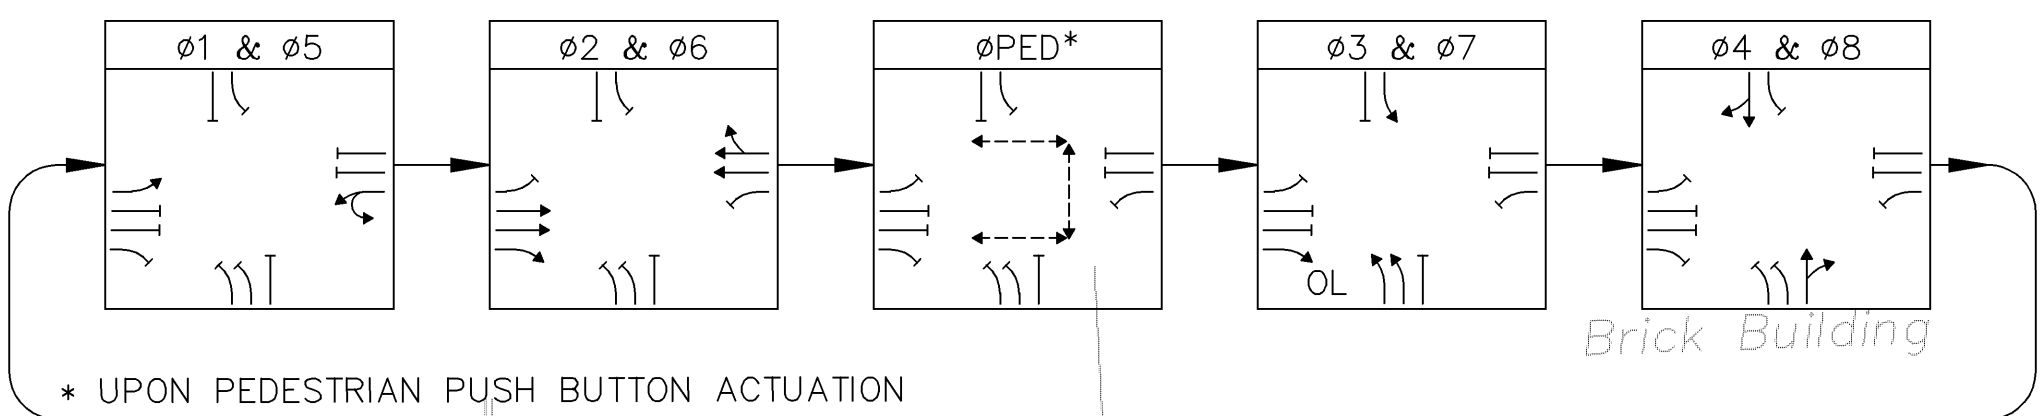 ø1 & ø5
ø2 & ø6
øPED*
ø3 & ø7
ø4 & ø8
OL
Brick Building
* UPON PEDESTRIAN PUSH BUTTON ACTUATION